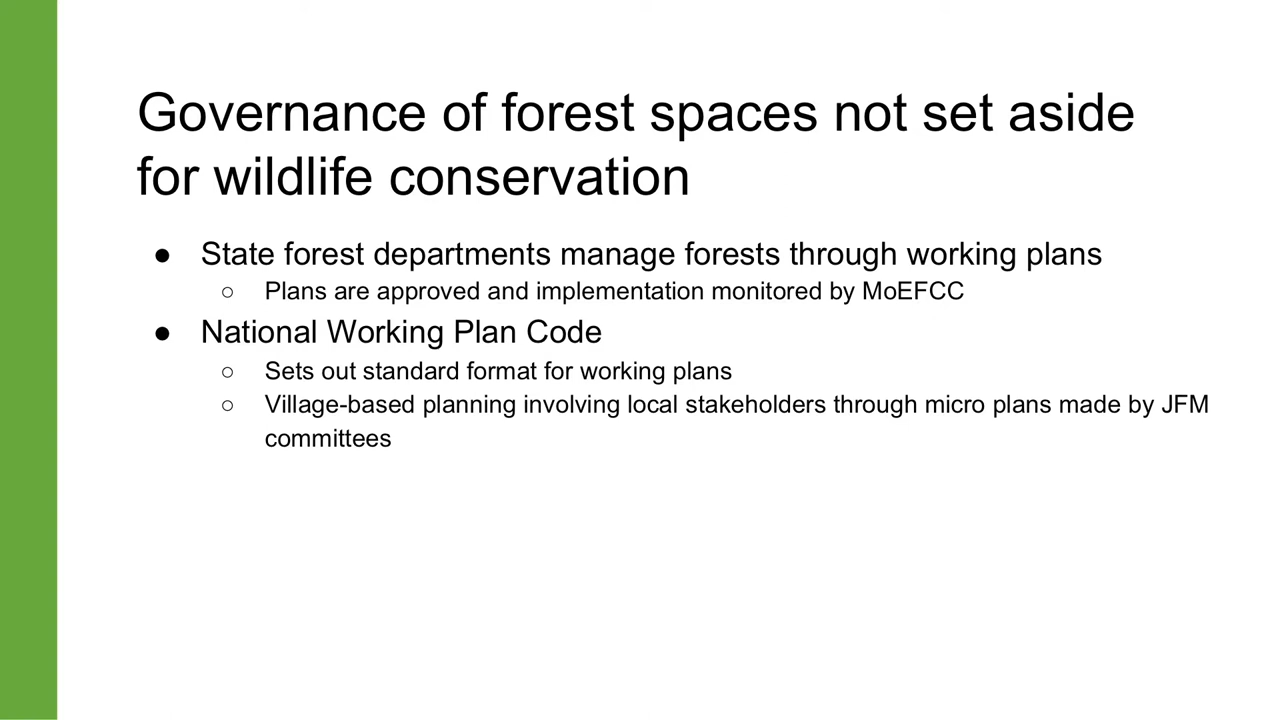 Governance of forest spaces not set aside
for wildlife conservation
● State forest departments manage forests through working plans
○ Plans are approved and implementation monitored by MoEFCC
● National Working Plan Code
○ Sets out standard format for working plans
○ Village-based planning involving local stakeholders through micro plans made by JFM
committees